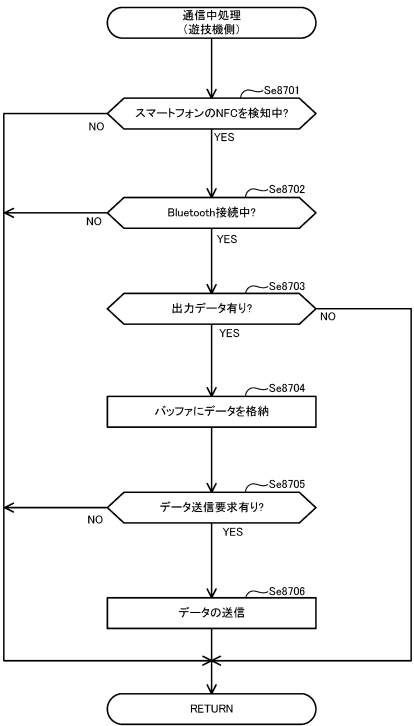 通信中処理
(遊技機側)
Se8701
スマートフォンのNFCを検知中?
NO
YES
Se8702
Bluetooth接続中?
NO
YES
Se8703
出力データ有り?
NO
YES
Se8704
バッファにデータを格納
Se8705
データ送信要求有り?
NO
YES
Se8706
データの送信
RETURN